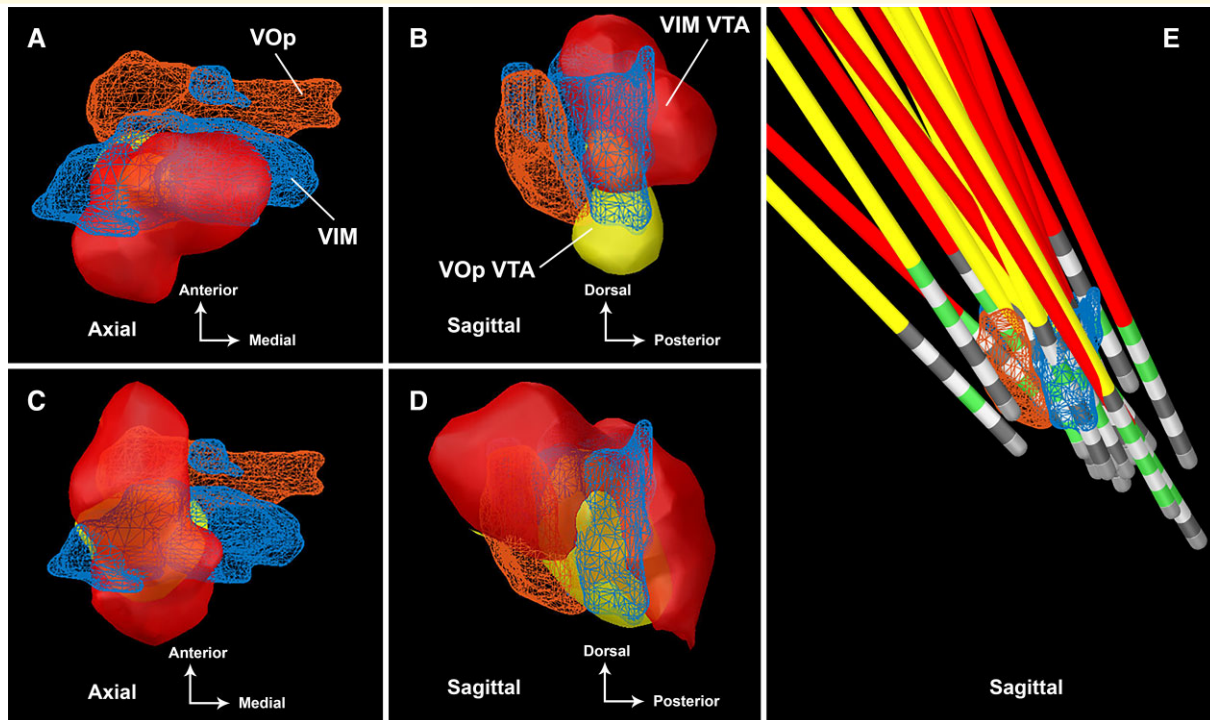 A
VOp
VIM
Anterior
Medial
Axial
B
VIM VTA
VOp VTA
Dorsal
Posterior
Sagittal
C
Anterior
Medial
Axial
D
Dorsal
Posterior
Sagittal
E
Sagittal